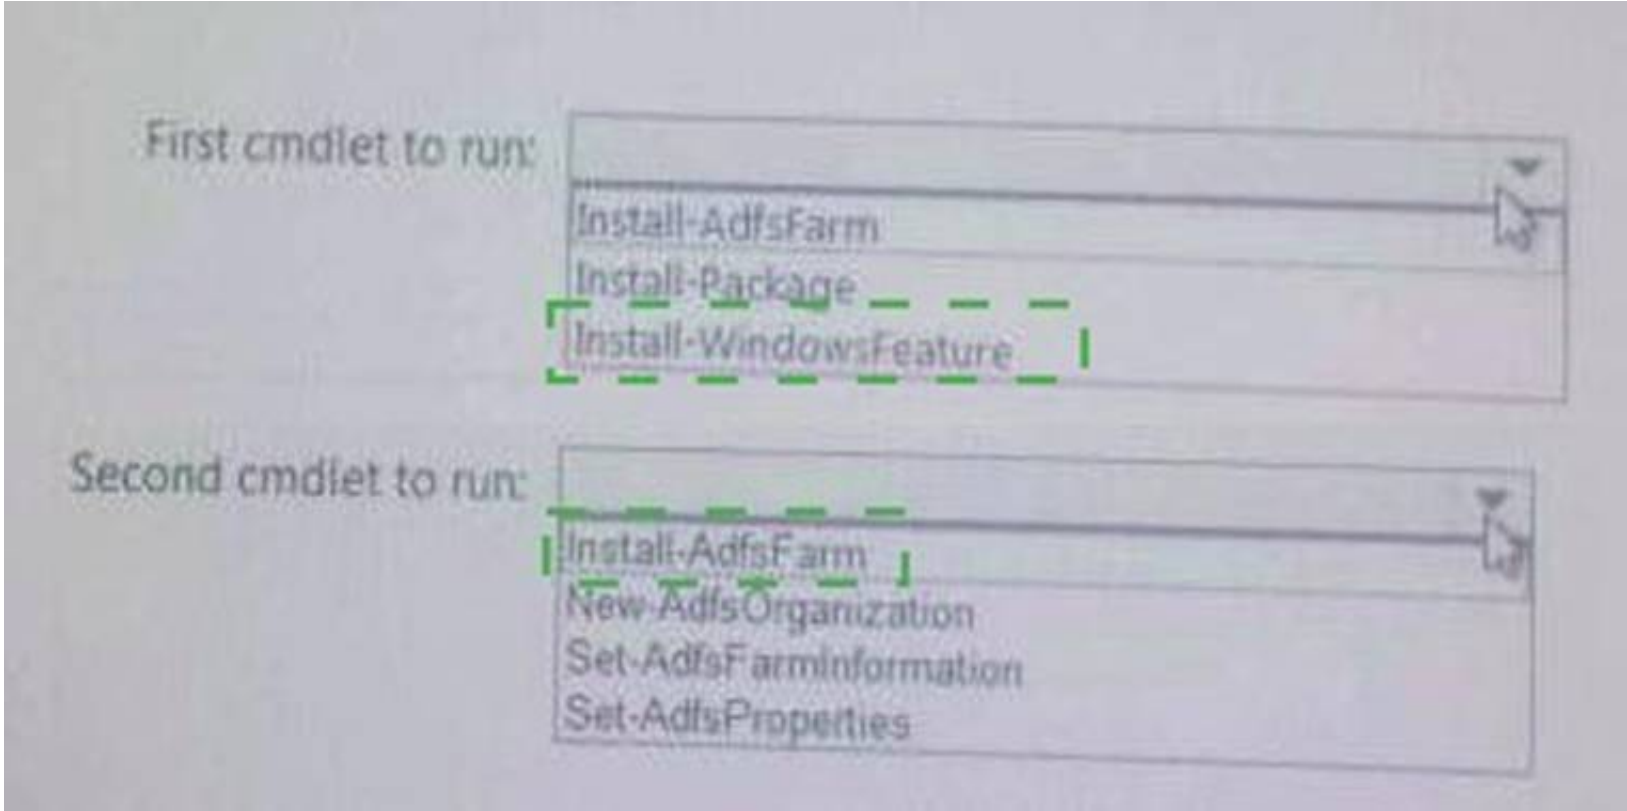 First cmdlet to run:
Install-AdfsFarm
Install-Package
Install-WindowsFeature
Second cmdlet to run:
Install-AdfsFarm
New-AdfsOrganization
Set-AdfsFarmInformation
Set-AdfsProperties